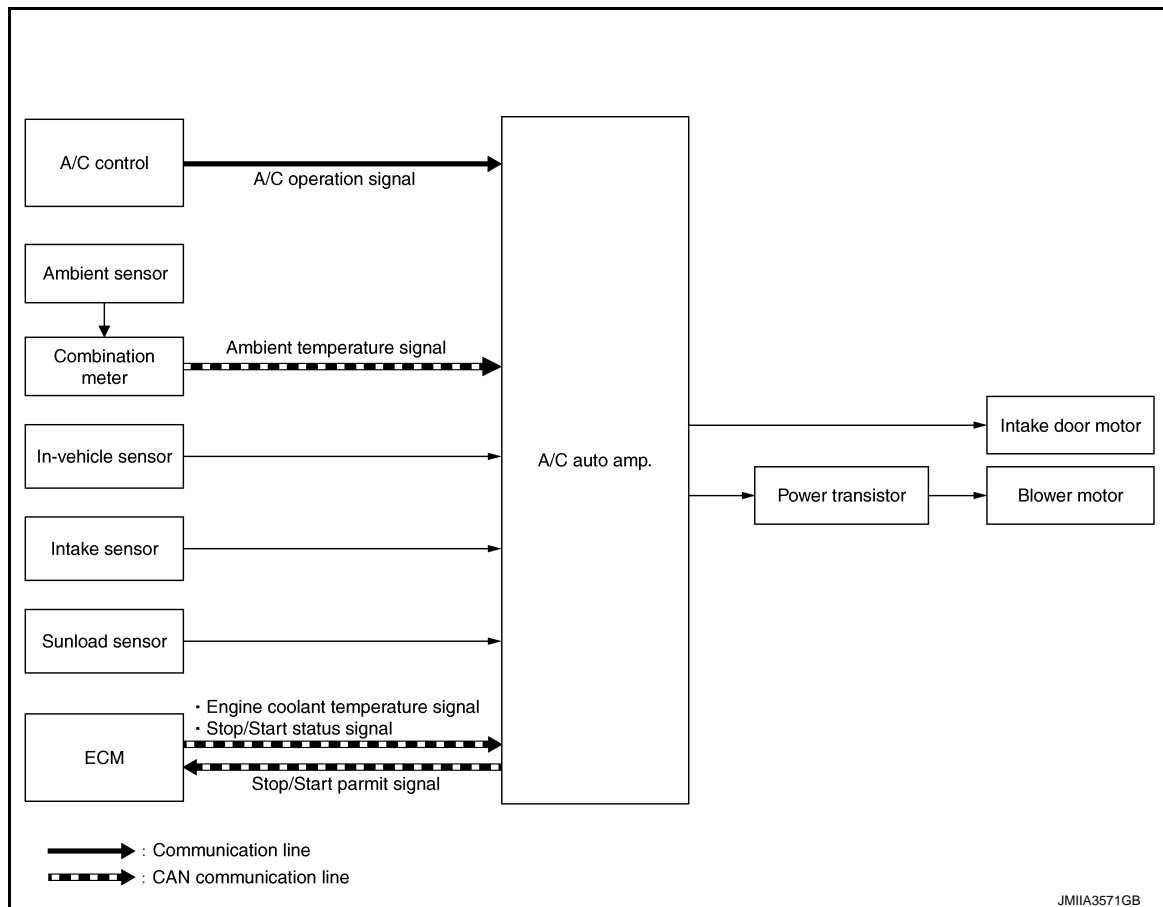 A/C control
A/C operation signal
Ambient sensor
Combination
meter
Ambient temperature signal
In-vehicle sensor
Intake sensor
Sunload sensor
ECM
・Engine coolant temperature signal
・Stop/Start status signal
Stop/Start parmit signal
A/C auto amp.
Intake door motor
Power transistor
Blower motor
: Communication line
: CAN communication line
JMIIA3571GB